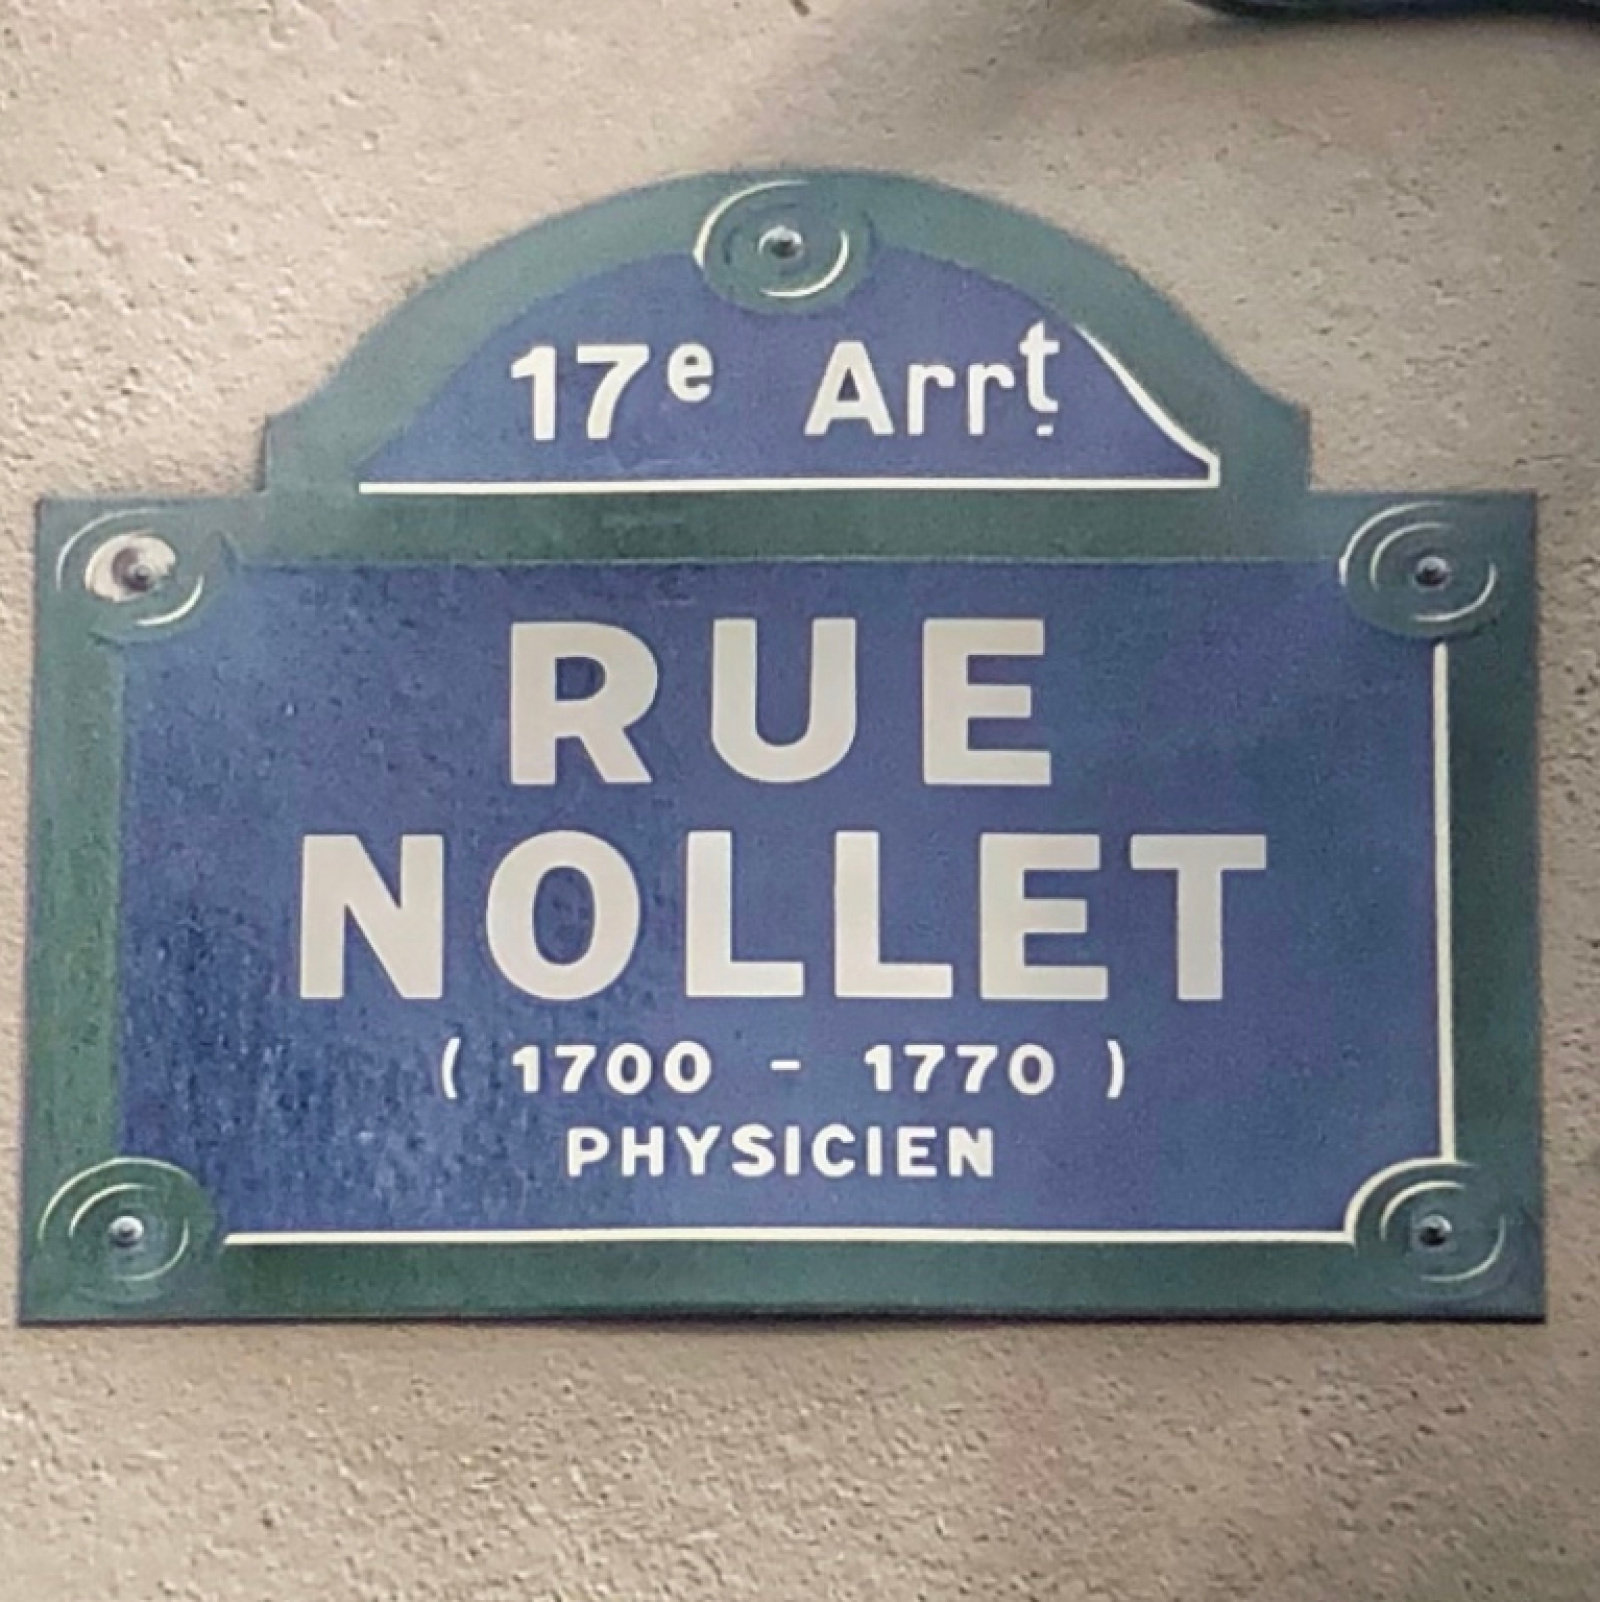 17e Arrt.
RUE
NOLLET
( 1700 - 1770 )
PHYSICIEN